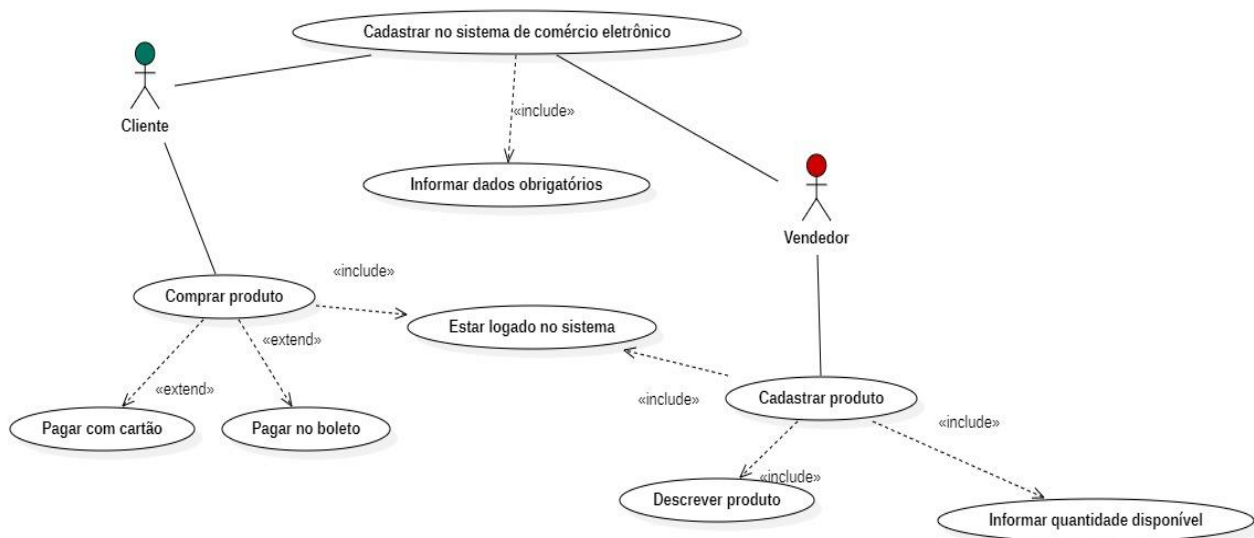 Cadastrar no sistema de comércio eletrônico
«include»
Cliente
Informar dados obrigatórios
Vendedor
«include»
Comprar produto
Estar logado no sistema
«extend»
«extend»
«include»
Cadastrar produto
«include»
Pagar com cartão
Pagar no boleto
«include»
Descrever produto
Informar quantidade disponível